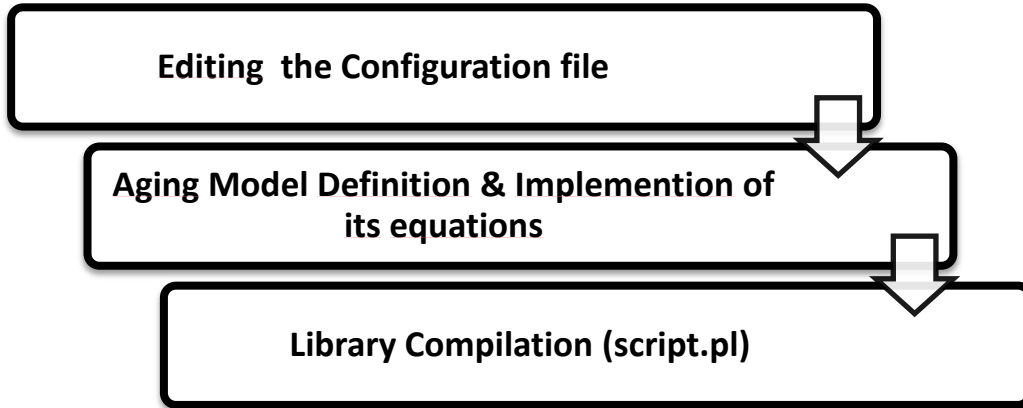 Editing the Configuration file
Aging Model Definition & Implemention of
its equations
Library Compilation (script.pl)